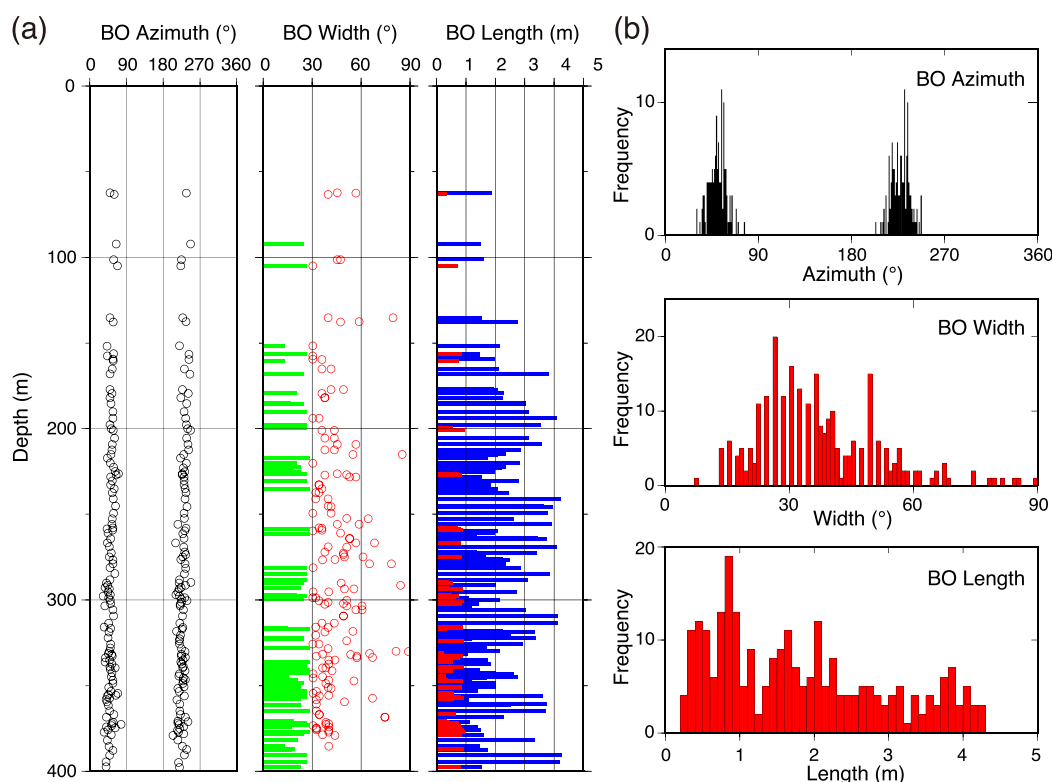 (a)
BO Azimuth (°) BO Width (°) BO Length (m)
0 90 180 270 360 0 30 60 90 0 1 2 3 4 5
0
100
200
300
400
Depth (m)
(b)
BO Azimuth
10
0
Frequency
0 90 180 270 360
Azimuth (°)
BO Width
20
10
0
Frequency
30 60 90
Width (°)
BO Length
20
10
0
Frequency
0 1 2 3 4 5
Length (m)